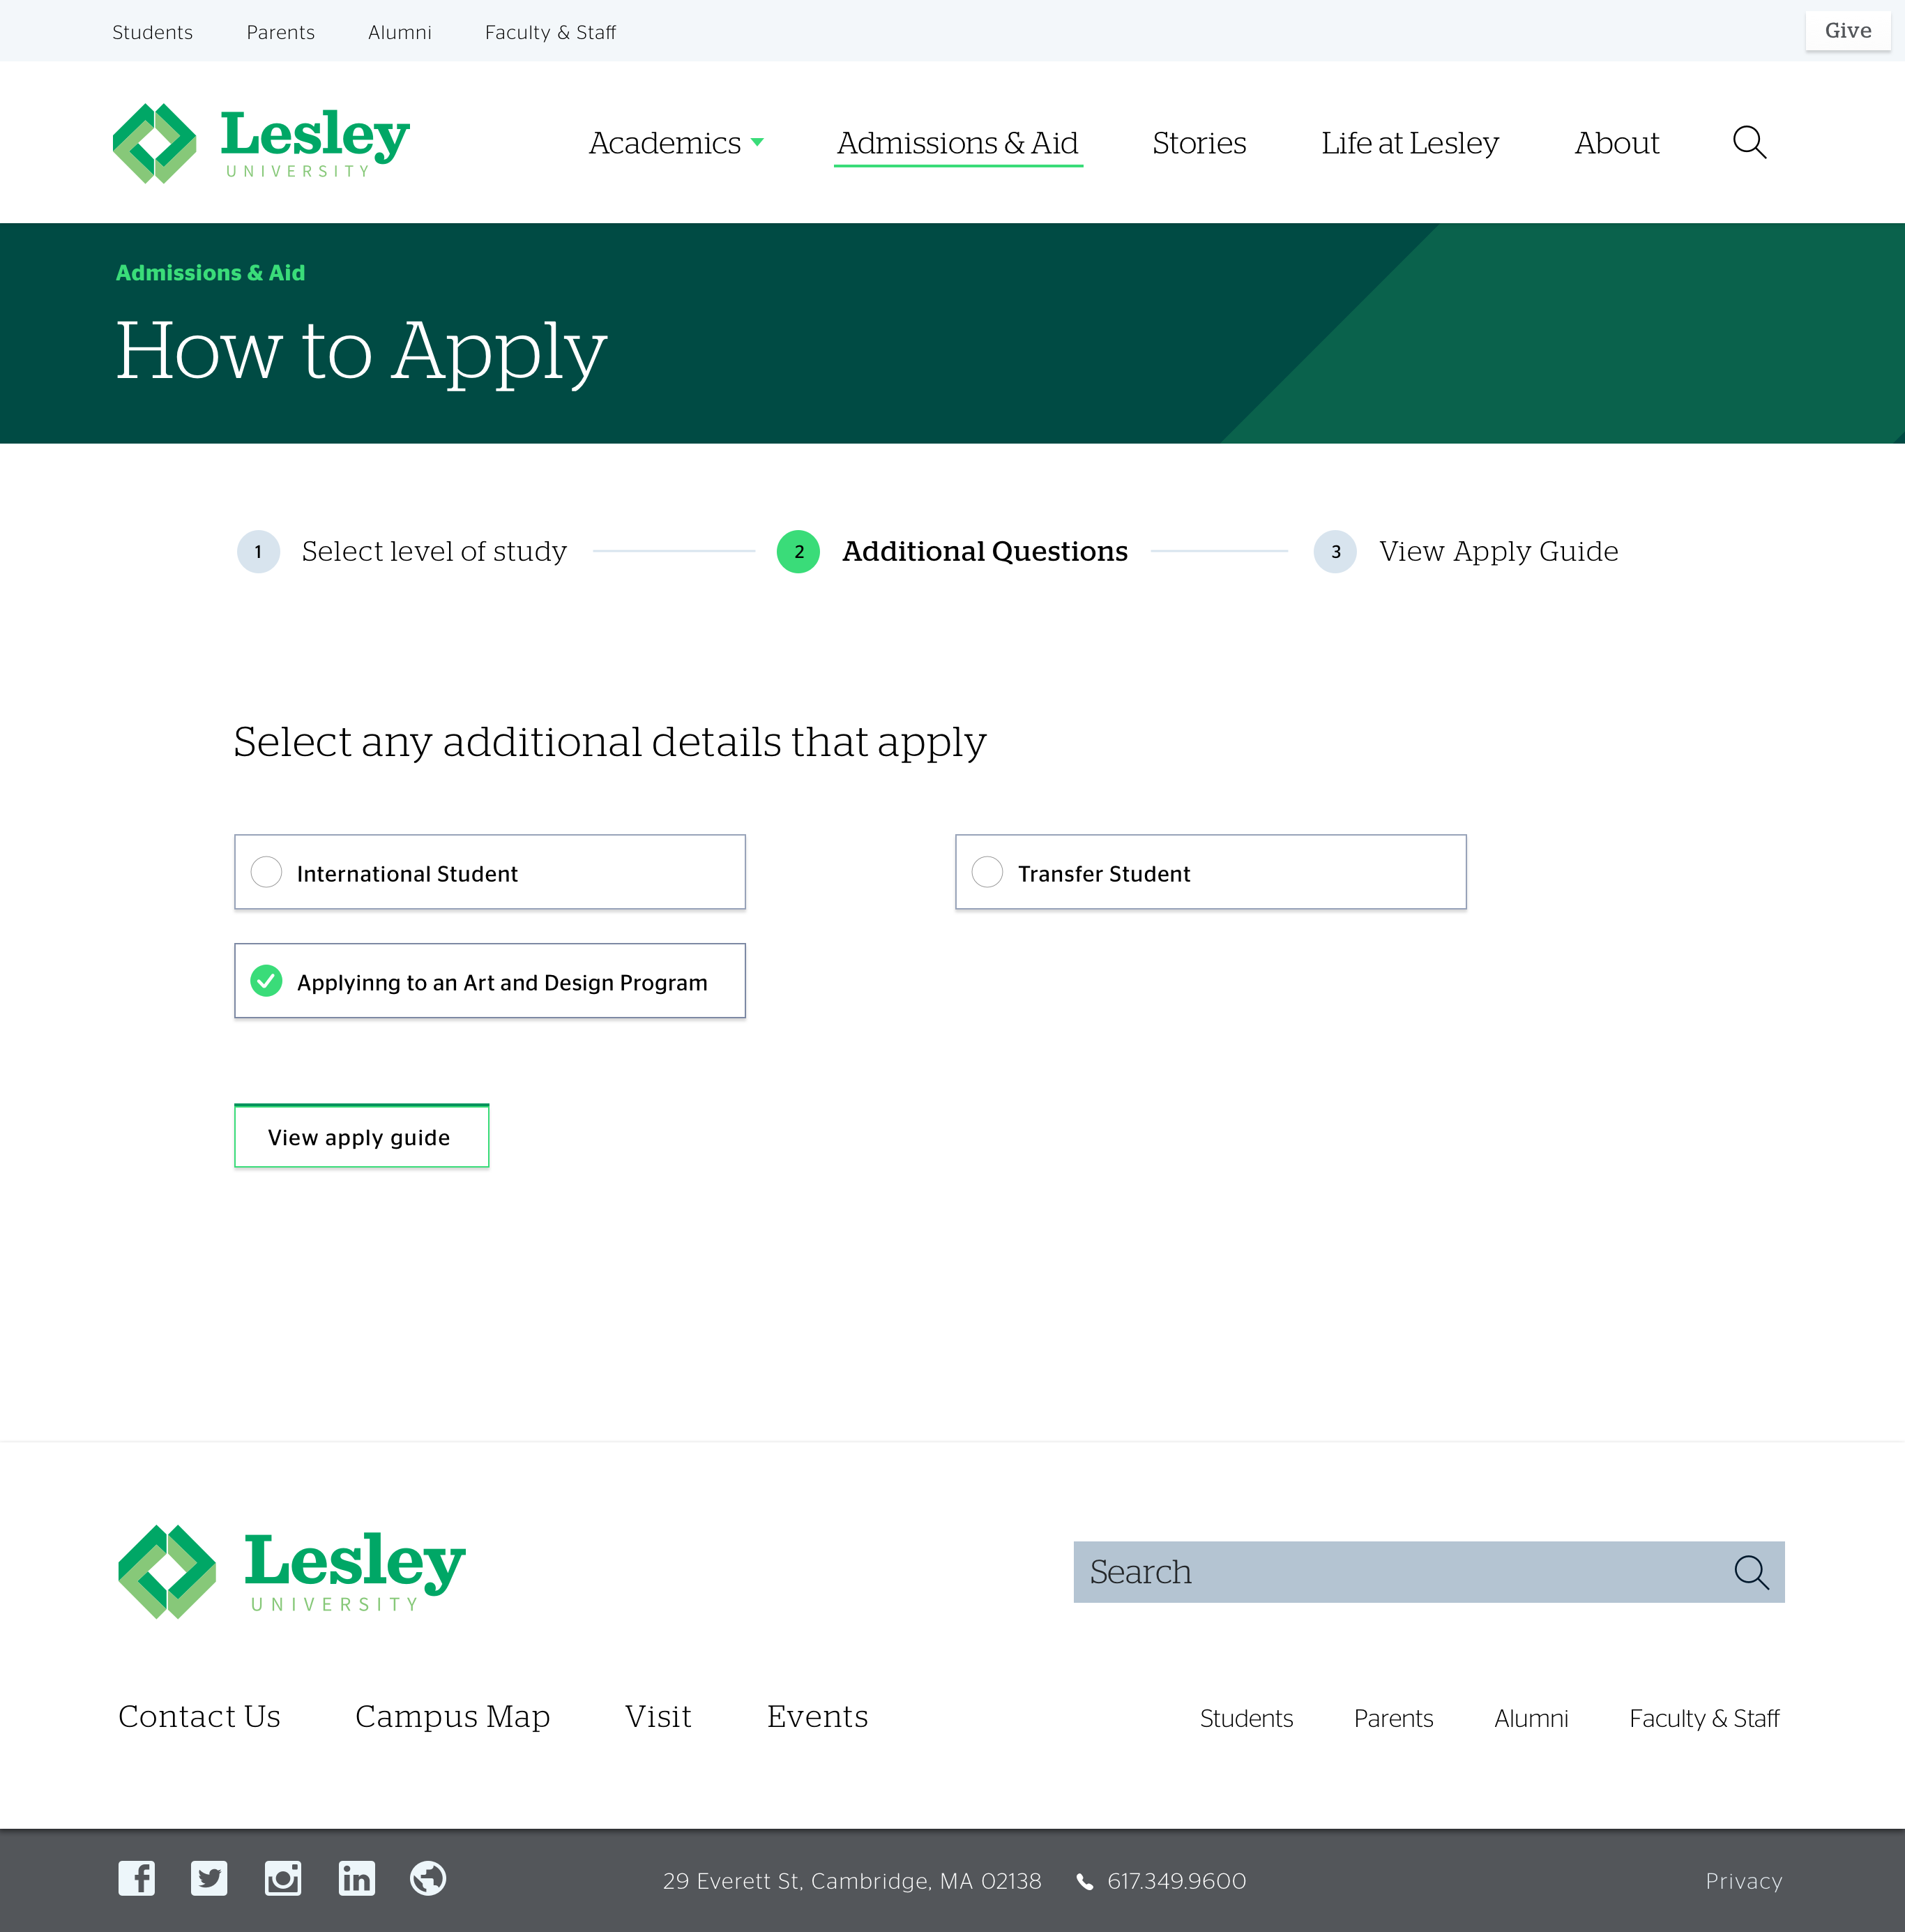 Students Parents Alumni Faculty & Staff Give
Lesley
UNIVERSITY
Academics Admissions & Aid Stories Life at Lesley About
Admissions & Aid
How to Apply
1 Select level of study 2 Additional Questions 3 View Apply Guide
Select any additional details that apply
International Student Transfer Student
Applyinng to an Art and Design Program
View apply guide
Lesley
UNIVERSITY
Search
Contact Us Campus Map Visit Events Students Parents Alumni Faculty & Staff
29 Everett St, Cambridge, MA 02138 617.349.9600 Privacy